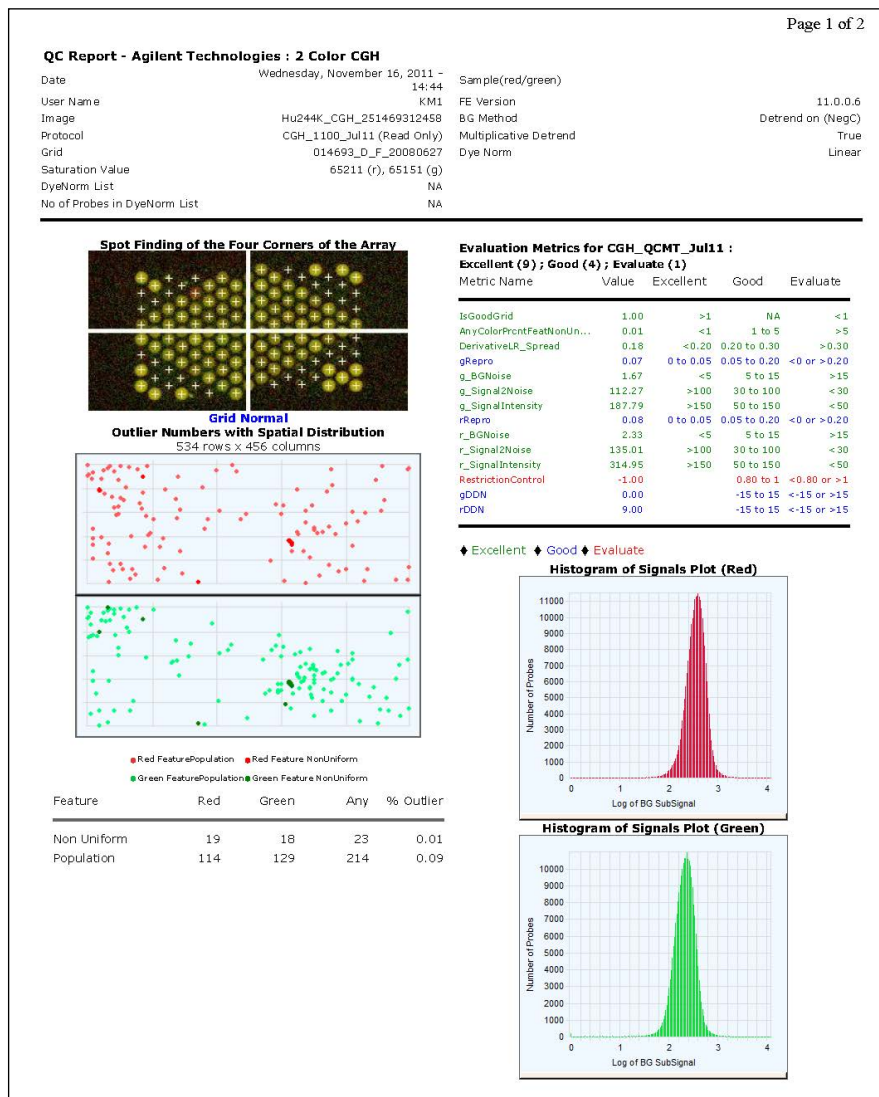 Page 1 of 2
QC Report - Agilent Technologies : 2 Color CGH
Date Wednesday, November 16, 2011 - 14:44 Sample(red/green)
User Name KM1 FE Version 11.0.0.6
Image Hu244K_CGH_251469312458 BG Method Detrend on (NegC)
Protocol CGH_1100_Jul11 (Read Only) Multiplicative Detrend True
Grid 014693_D_F_20080627 Dye Norm Linear
Saturation Value 65211 (r), 65151 (g)
DyeNorm List NA
No of Probes in DyeNorm List NA
Spot Finding of the Four Corners of the Array
Grid Normal
Outlier Numbers with Spatial Distribution
534 rows x 456 columns
Red FeaturePopulation Red Feature NonUniform
Green FeaturePopulation Green Feature NonUniform
Feature Red Green Any % Outlier
Non Uniform 19 18 23 0.01
Population 114 129 214 0.09
Evaluation Metrics for CGH_QCMT_Jul11 :
Excellent (9) ; Good (4) ; Evaluate (1)
Metric Name Value Excellent Good Evaluate
IsGoodGrid 1.00 >1 NA <1
AnyColorPrcntFeatNonUn... 0.01 <1 1 to 5 >5
DerivativeLR_Spread 0.18 <0.20 0.20 to 0.30 >0.30
gRepro 0.07 0 to 0.05 0.05 to 0.20 <0 or >0.20
g_BGNoise 1.67 <5 5 to 15 >15
g_Signal2Noise 112.27 >100 30 to 100 <30
g_SignalIntensity 187.79 >150 50 to 150 <50
rRepro 0.08 0 to 0.05 0.05 to 0.20 <0 or >0.20
r_BGNoise 2.33 <5 5 to 15 >15
r_Signal2Noise 135.01 >100 30 to 100 <30
r_SignalIntensity 314.95 >150 50 to 150 <50
RestrictionControl -1.00 0.80 to 1 <0.80 or >1
gDDN 0.00 -15 to 15 <-15 or >15
rDDN 9.00 -15 to 15 <-15 or >15
Excellent Good Evaluate
Histogram of Signals Plot (Red)
Number of Probes
11000
10000
9000
8000
7000
6000
5000
4000
3000
2000
1000
0
0 1 2 3 4
Log of BG SubSignal
Histogram of Signals Plot (Green)
Number of Probes
10000
9000
8000
7000
6000
5000
4000
3000
2000
1000
0
0 1 2 3 4
Log of BG SubSignal